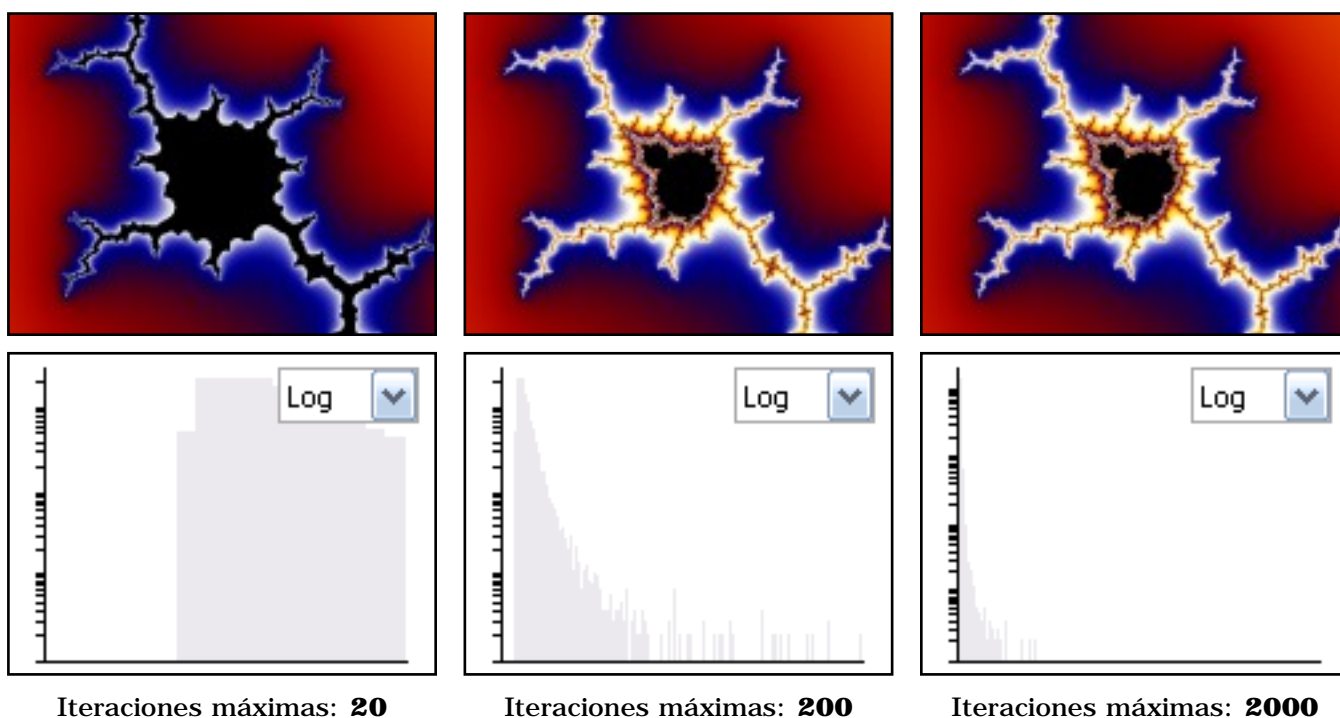 Log
Log
Log
Iteraciones máximas: 20
Iteraciones máximas: 200
Iteraciones máximas: 2000